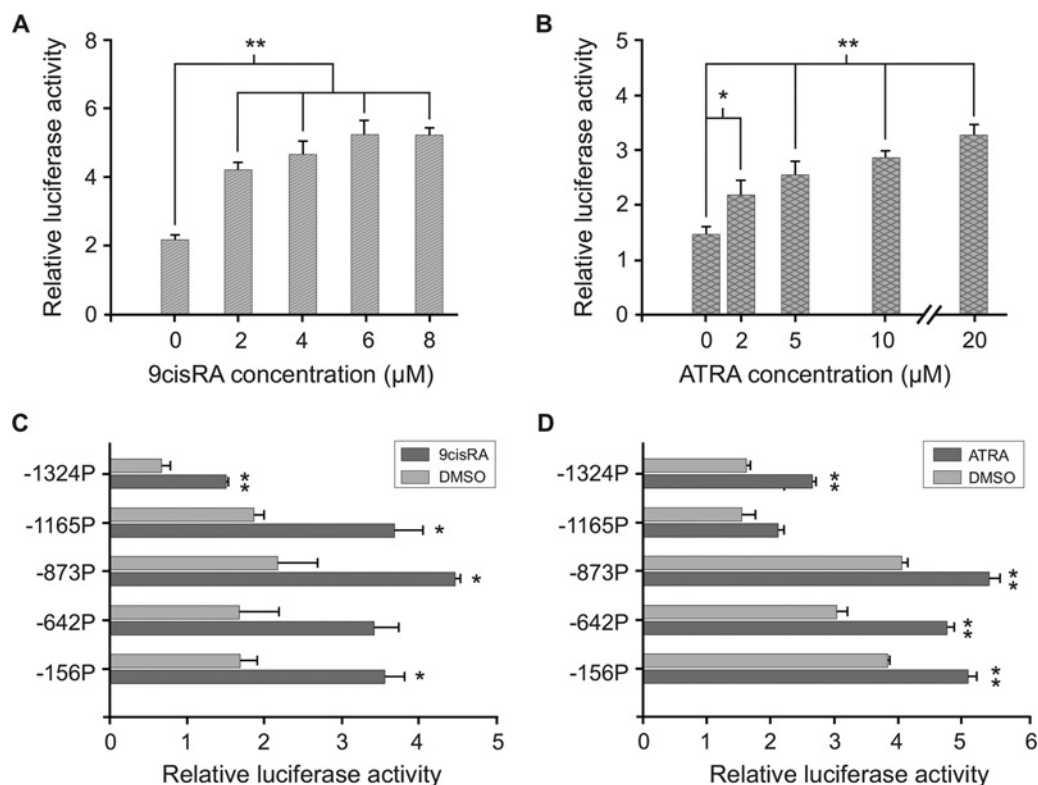 A
Relative luciferase activity
8
6
4
2
0
**
0 2 4 6 8
9cisRA concentration (µM)
B
Relative luciferase activity
5
4
3
2
1
0
**
*
0 2 5 10 20
ATRA concentration (µM)
C
9cisRA
DMSO
-1324P
-1165P
-873P
-642P
-156P
**
*
*
*
0 1 2 3 4 5
Relative luciferase activity
D
ATRA
DMSO
-1324P
-1165P
-873P
-642P
-156P
**
**
**
**
0 1 2 3 4 5 6
Relative luciferase activity